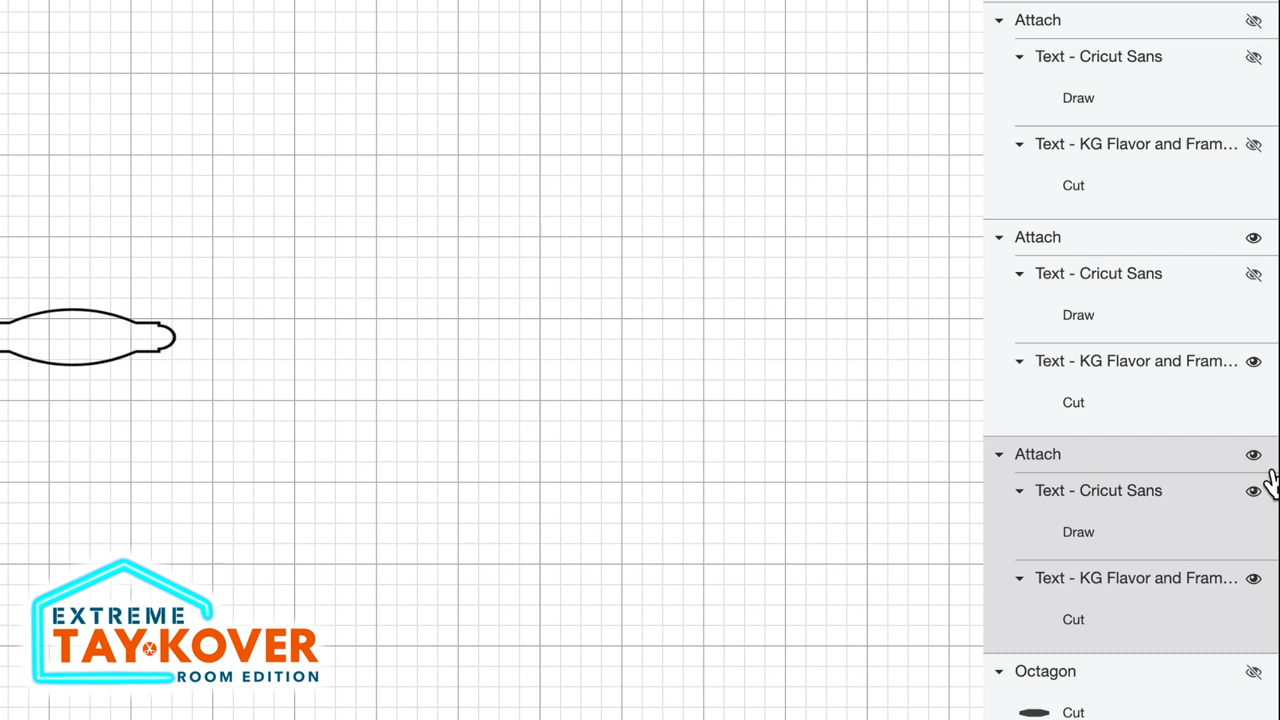 Attach
Text - Cricut Sans
Draw
Text - KG Flavor and Fram...
Cut
Attach
Text - Cricut Sans
Draw
Text - KG Flavor and Fram...
Cut
Attach
Text - Cricut Sans
Draw
Text - KG Flavor and Fram...
Cut
Octagon
Cut
EXTREME
TAY KOVER
ROOM EDITION